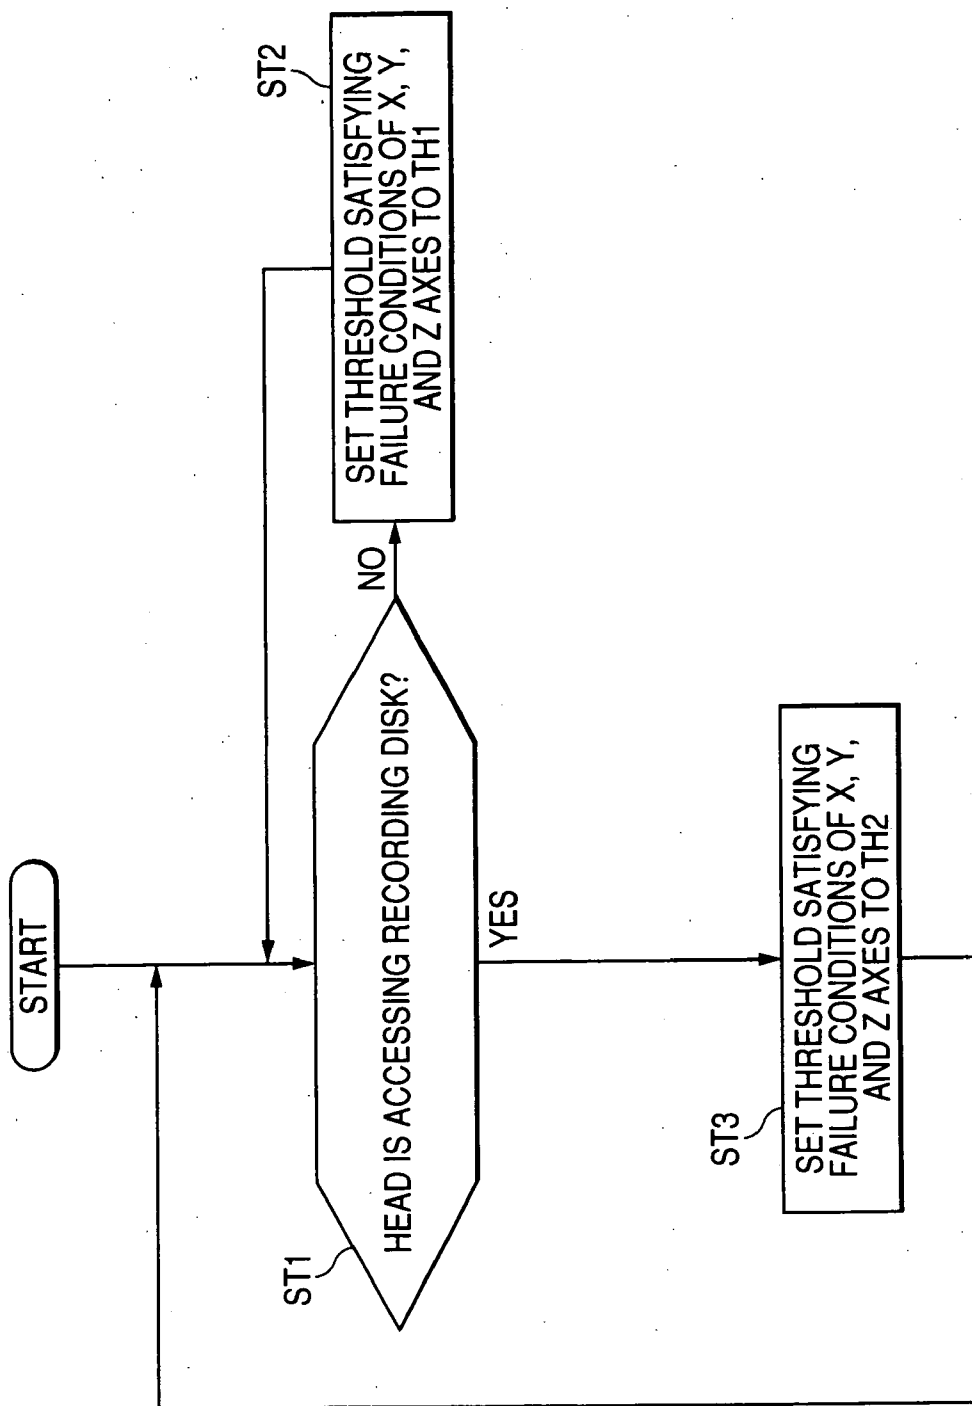 START
ST1
HEAD IS ACCESSING RECORDING DISK?
NO
ST2
SET THRESHOLD SATISFYING
FAILURE CONDITIONS OF X, Y,
AND Z AXES TO TH1
YES
ST3
SET THRESHOLD SATISFYING
FAILURE CONDITIONS OF X, Y,
AND Z AXES TO TH2